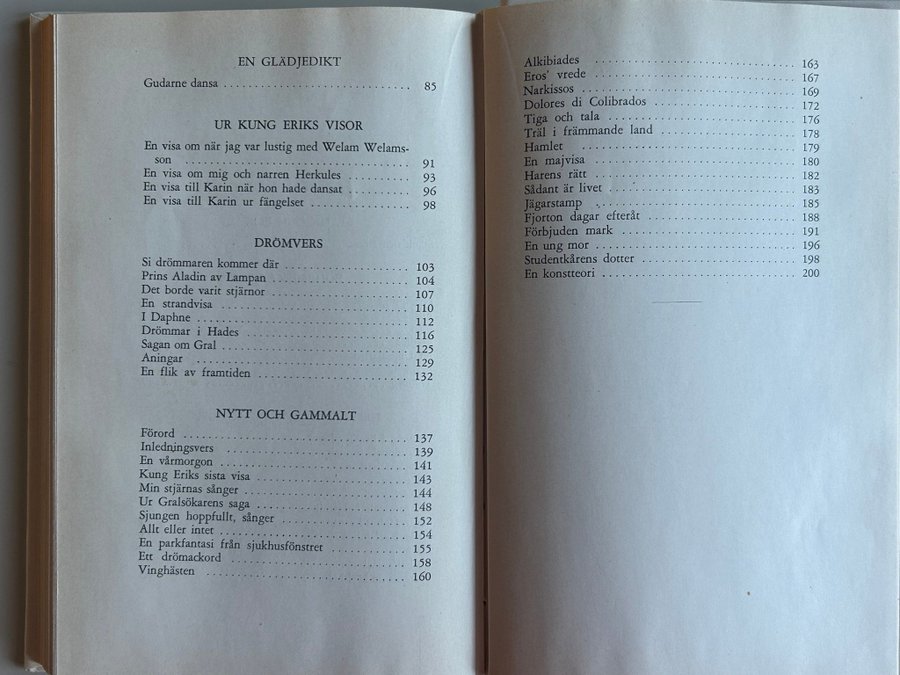 EN GLÄDJEDIKT
Gudarne dansa 85
UR KUNG ERIKS VISOR
En visa om när jag var lustig med Welam Welams-
son 91
En visa om mig och narren Herkules 93
En visa till Karin när hon hade dansat 96
En visa till Karin ur fängelset 98
DRÖMVERS
Si drömmaren kommer där 103
Prins Aladin av Lampan 104
Det borde varit stjärnor 107
En strandvisa 110
I Daphne 112
Drömmar i Hades 116
Sagan om Gral 125
Aningar 129
En flik av framtiden 132
NYTT OCH GAMMALT
Förord 137
Inledningsvers 139
En vårmorgon 141
Kung Eriks sista visa 143
Min stjärnas sånger 144
Ur Gralsökarens saga 148
Sjungen hoppfullt, sånger 152
Allt eller intet 154
En parkfantasi från sjukhusfönstret 155
Ett drömackord 158
Vinghästen 160
Alkibiades 163
Eros' vrede 167
Narkissos 169
Dolores di Colibrados 172
Tiga och tala 176
Träl i främmande land 178
Hamlet 179
En majvisa 180
Harens rätt 182
Sådant är livet 183
Jägarstamp 185
Fjorton dagar efteråt 188
Förbjuden mark 191
En ung mor 196
Studentkårens dotter 198
En konstteori 200